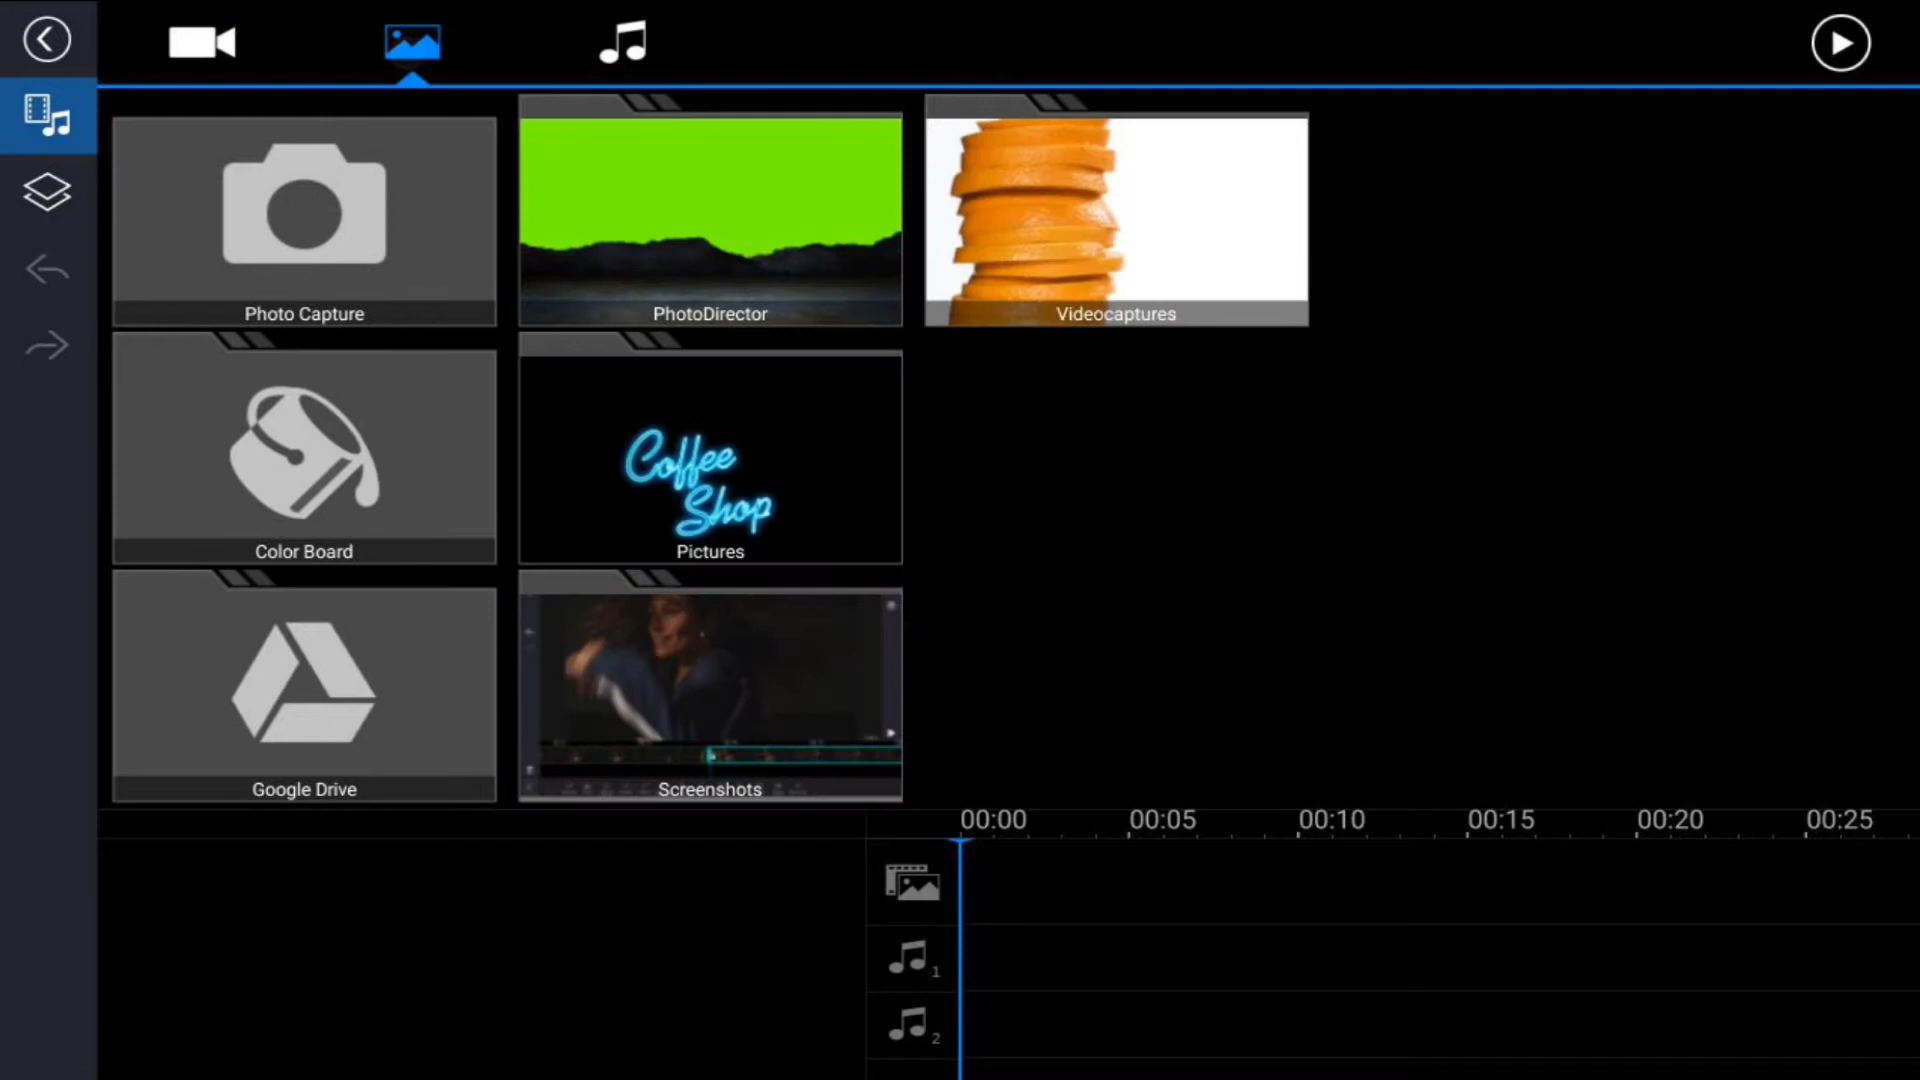 Photo Capture
PhotoDirector
Videocaptures
Color Board
Coffee
Shop
Pictures
Google Drive
Screenshots
00:00
00:05
00:10
00:15
00:20
00:25
1
2